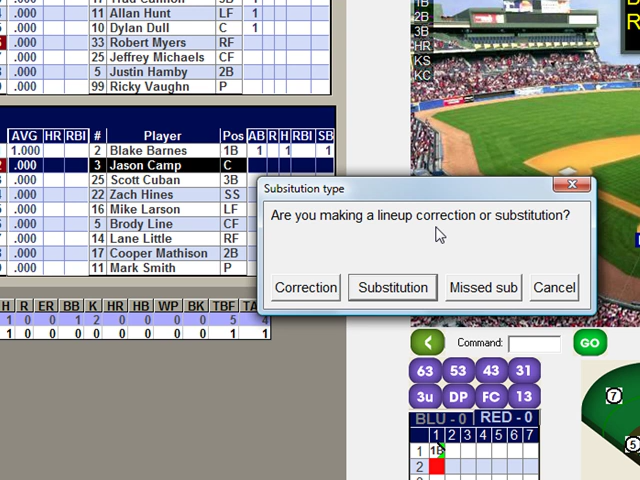 11 Allan Hunt LF 1
10 Dylan Dull C 1
33 Robert Myers RF
25 Jeffrey Michaels CF
5 Justin Hamby 2B
99 Ricky Vaughn P
.000
.000
.000
.000
.000
.000
AVG HR RBI # Player Pos AB R H RBI SB
1.000 2 Blake Barnes 1B 1 1 1
.000 3 Jason Camp C
.000 25 Scott Cuban 3B
.000 22 Zach Hines SS
.000 16 Mike Larson LF
.000 5 Brody Line CF
.000 14 Lane Little RF
.000 17 Cooper Mathison 2B
.000 11 Mark Smith P
H R ER BB K HR HB WP BK TBF TA
1 0 0 1 2 0 0 0 0 5 4
0 0 0 0 0 0 0 0 1 1
1B
2B
3B
HR
KS
KC
Subsitution type
Are you making a lineup correction or substitution?
Correction Substitution Missed sub Cancel
Command: GO
63 53 43 31
3u DP FC 13
BLU - 0 RED - 0
1 2 3 4 5 6 7
1 1B
2
7
5